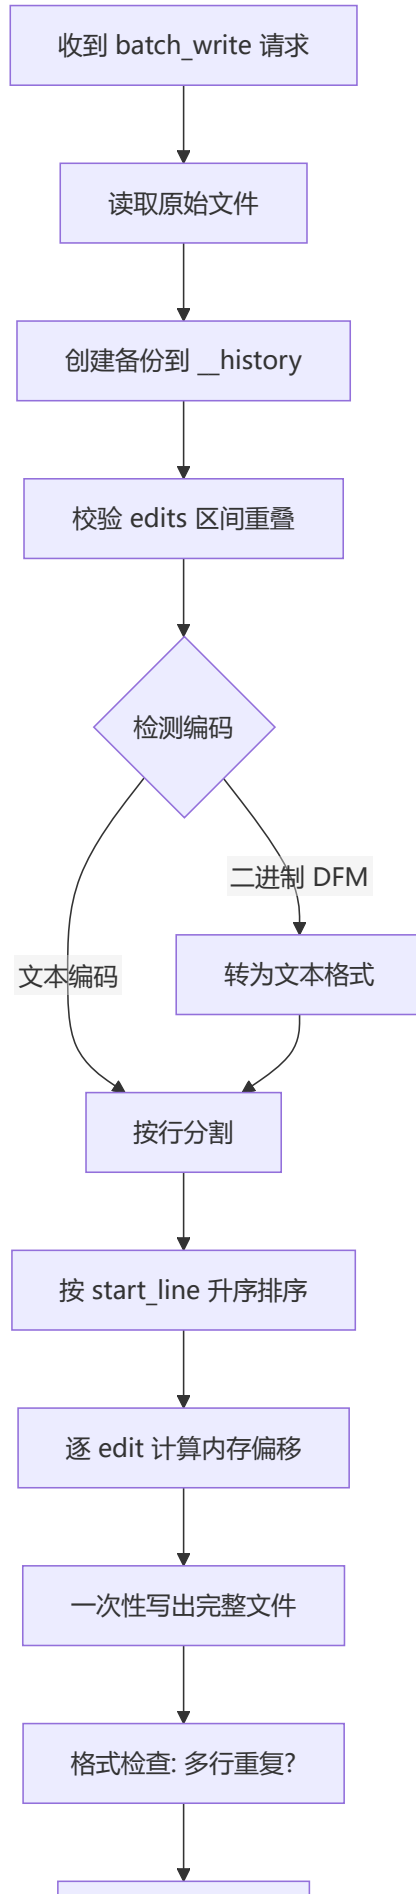 收到 batch_write 请求
读取原始文件
创建备份到 __history
校验 edits 区间重叠
检测编码
二进制 DFM
文本编码
转为文本格式
按行分割
按 start_line 升序排序
逐 edit 计算内存偏移
一次性写出完整文件
格式检查: 多行重复?